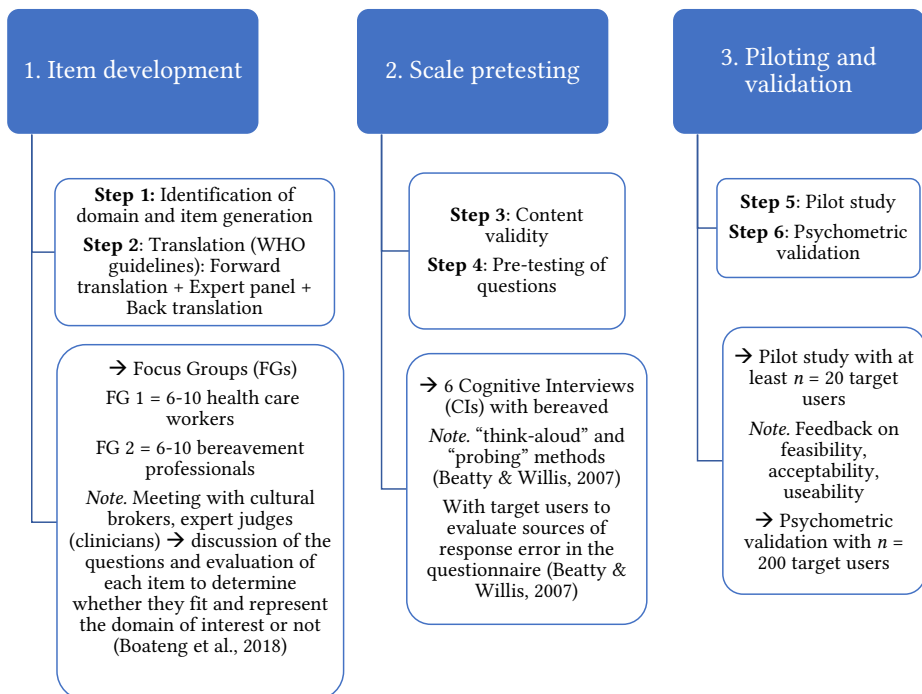 1. Item development
Step 1: Identification of
domain and item generation
Step 2: Translation (WHO
guidelines): Forward
translation + Expert panel +
Back translation
→ Focus Groups (FGs)
FG 1 = 6-10 health care
workers
FG 2 = 6-10 bereavement
professionals
Note. Meeting with cultural
brokers, expert judges
(clinicians) → discussion of the
questions and evaluation of
each item to determine
whether they fit and represent
the domain of interest or not
(Boateng et al., 2018)
2. Scale pretesting
Step 3: Content
validity
Step 4: Pre-testing of
questions
→ 6 Cognitive Interviews
(CIs) with bereaved
Note. “think-aloud” and
“probing” methods
(Beatty & Willis, 2007)
With target users to
evaluate sources of
response error in the
questionnaire (Beatty &
Willis, 2007)
3. Piloting and
validation
Step 5: Pilot study
Step 6: Psychometric
validation
→ Pilot study with at
least n = 20 target
users
Note. Feedback on
feasibility,
acceptability,
useability
→ Psychometric
validation with n =
200 target users